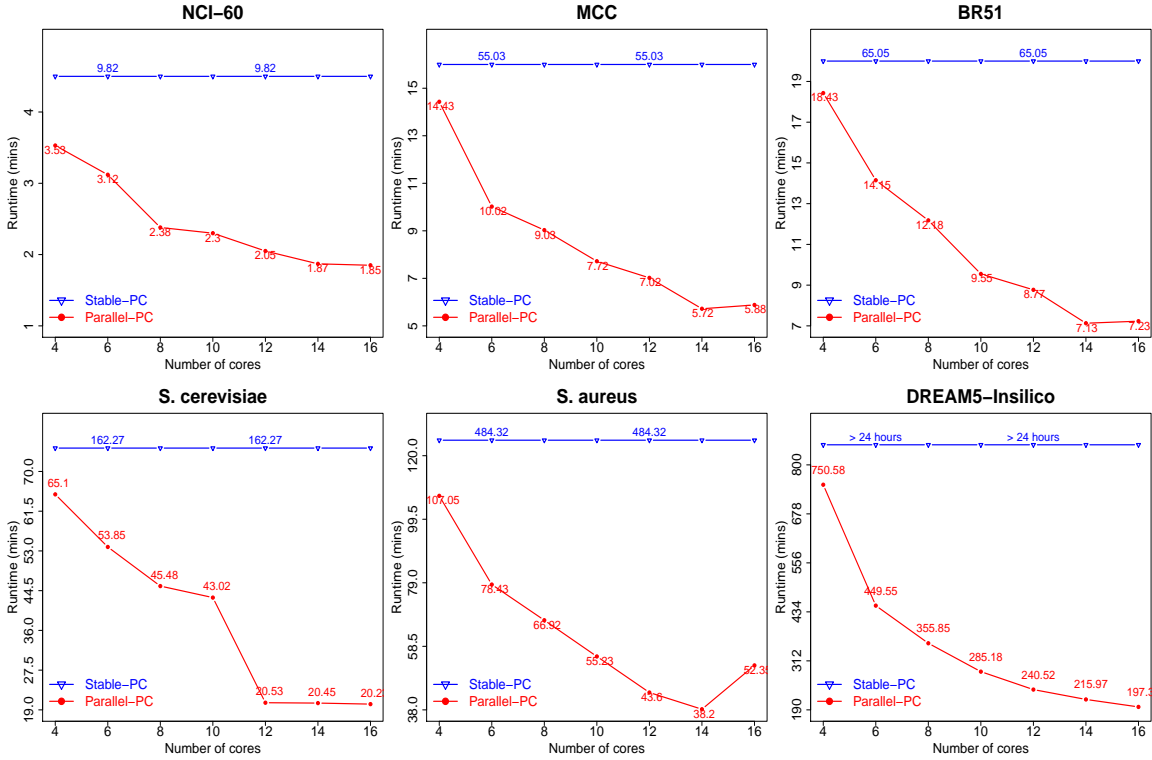 NCI−60
9.82 9.82
3.53
3.12
2.38
2.3
2.05
1.87
1.85
Stable−PC
Parallel−PC
1 2 3 4
Runtime (mins)
4 6 8 10 12 14 16
Number of cores
MCC
55.03 55.03
14.43
10.02
9.03
7.72
7.02
5.72
5.88
Stable−PC
Parallel−PC
5 7 9 11 13 15
Runtime (mins)
4 6 8 10 12 14 16
Number of cores
BR51
65.05 65.05
18.43
14.15
12.18
9.55
8.77
7.13
7.23
Stable−PC
Parallel−PC
7 9 11 13 15 17 19
Runtime (mins)
4 6 8 10 12 14 16
Number of cores
S. cerevisiae
162.27 162.27
65.1
53.85
45.48
43.02
20.53
20.45
20.2
Stable−PC
Parallel−PC
19.0 27.5 36.0 44.5 53.0 61.5 70.0
Runtime (mins)
4 6 8 10 12 14 16
Number of cores
S. aureus
484.32 484.32
107.05
78.43
66.92
55.23
43.6
38.2
Stable−PC
Parallel−PC
38.0 58.5 79.0 99.5 120.0
Runtime (mins)
4 6 8 10 12 14 16
Number of cores
DREAM5−Insilico
> 24 hours > 24 hours
750.58
449.55
355.85
285.18
240.52
215.97
197.3
Stable−PC
Parallel−PC
190 312 434 556 678 800
Runtime (mins)
4 6 8 10 12 14 16
Number of cores